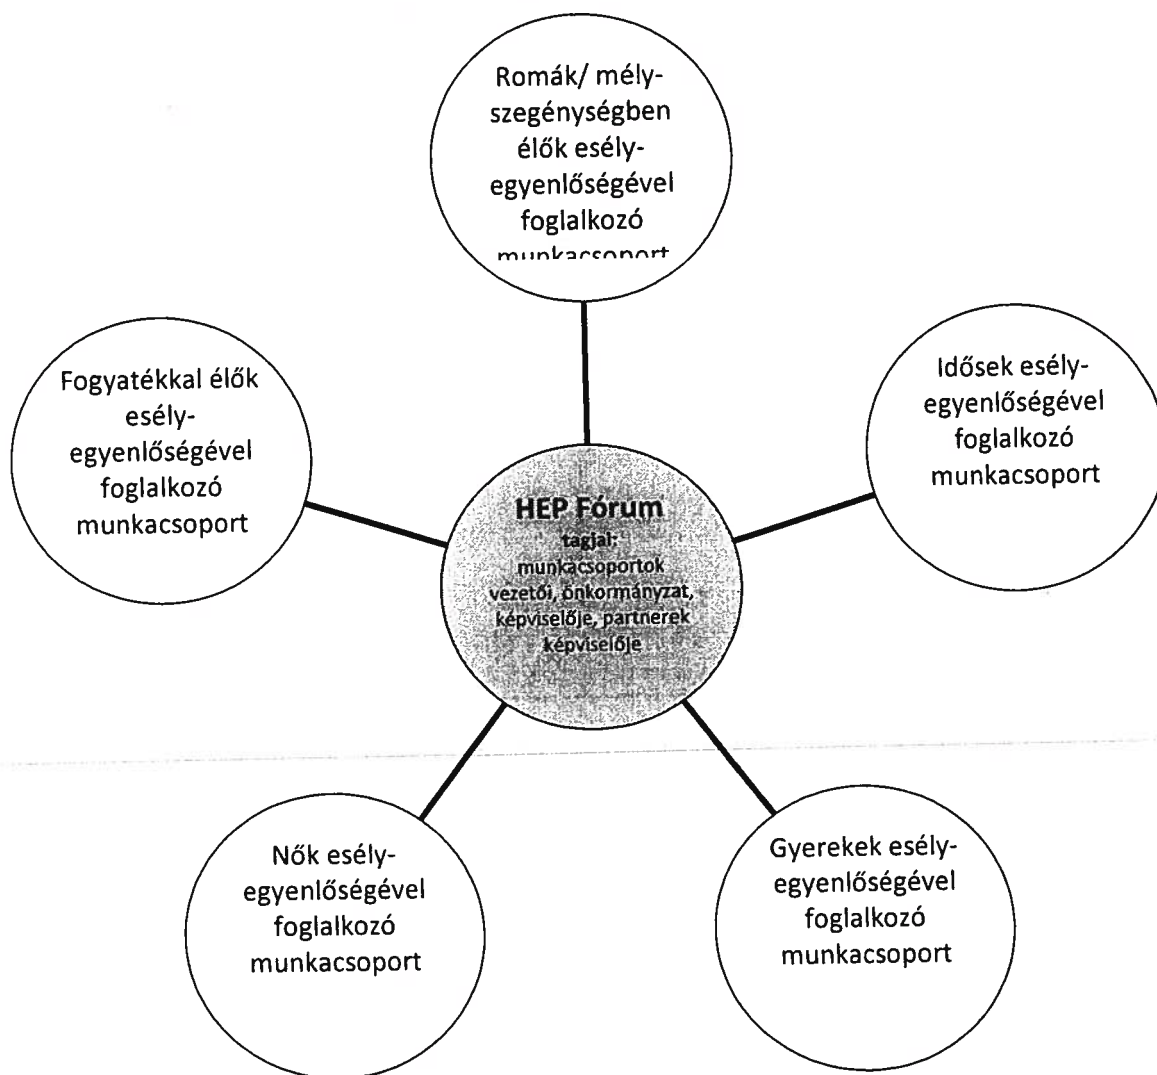 Romák/ mély-
szegénységben
élők esély-
egyenlőségével
foglalkozó
munkacsoport
Fogyatékkal élők
esély-
egyenlőségével
foglalkozó
munkacsoport
Idősek esély-
egyenlőségével
foglalkozó
munkacsoport
HEP Fórum
tagjai:
munkacsoportok
vezetői, önkormányzat,
képviselője, partnerek
képviselője
Nők esély-
egyenlőségével
foglalkozó
munkacsoport
Gyerekek esély-
egyenlőségével
foglalkozó
munkacsoport